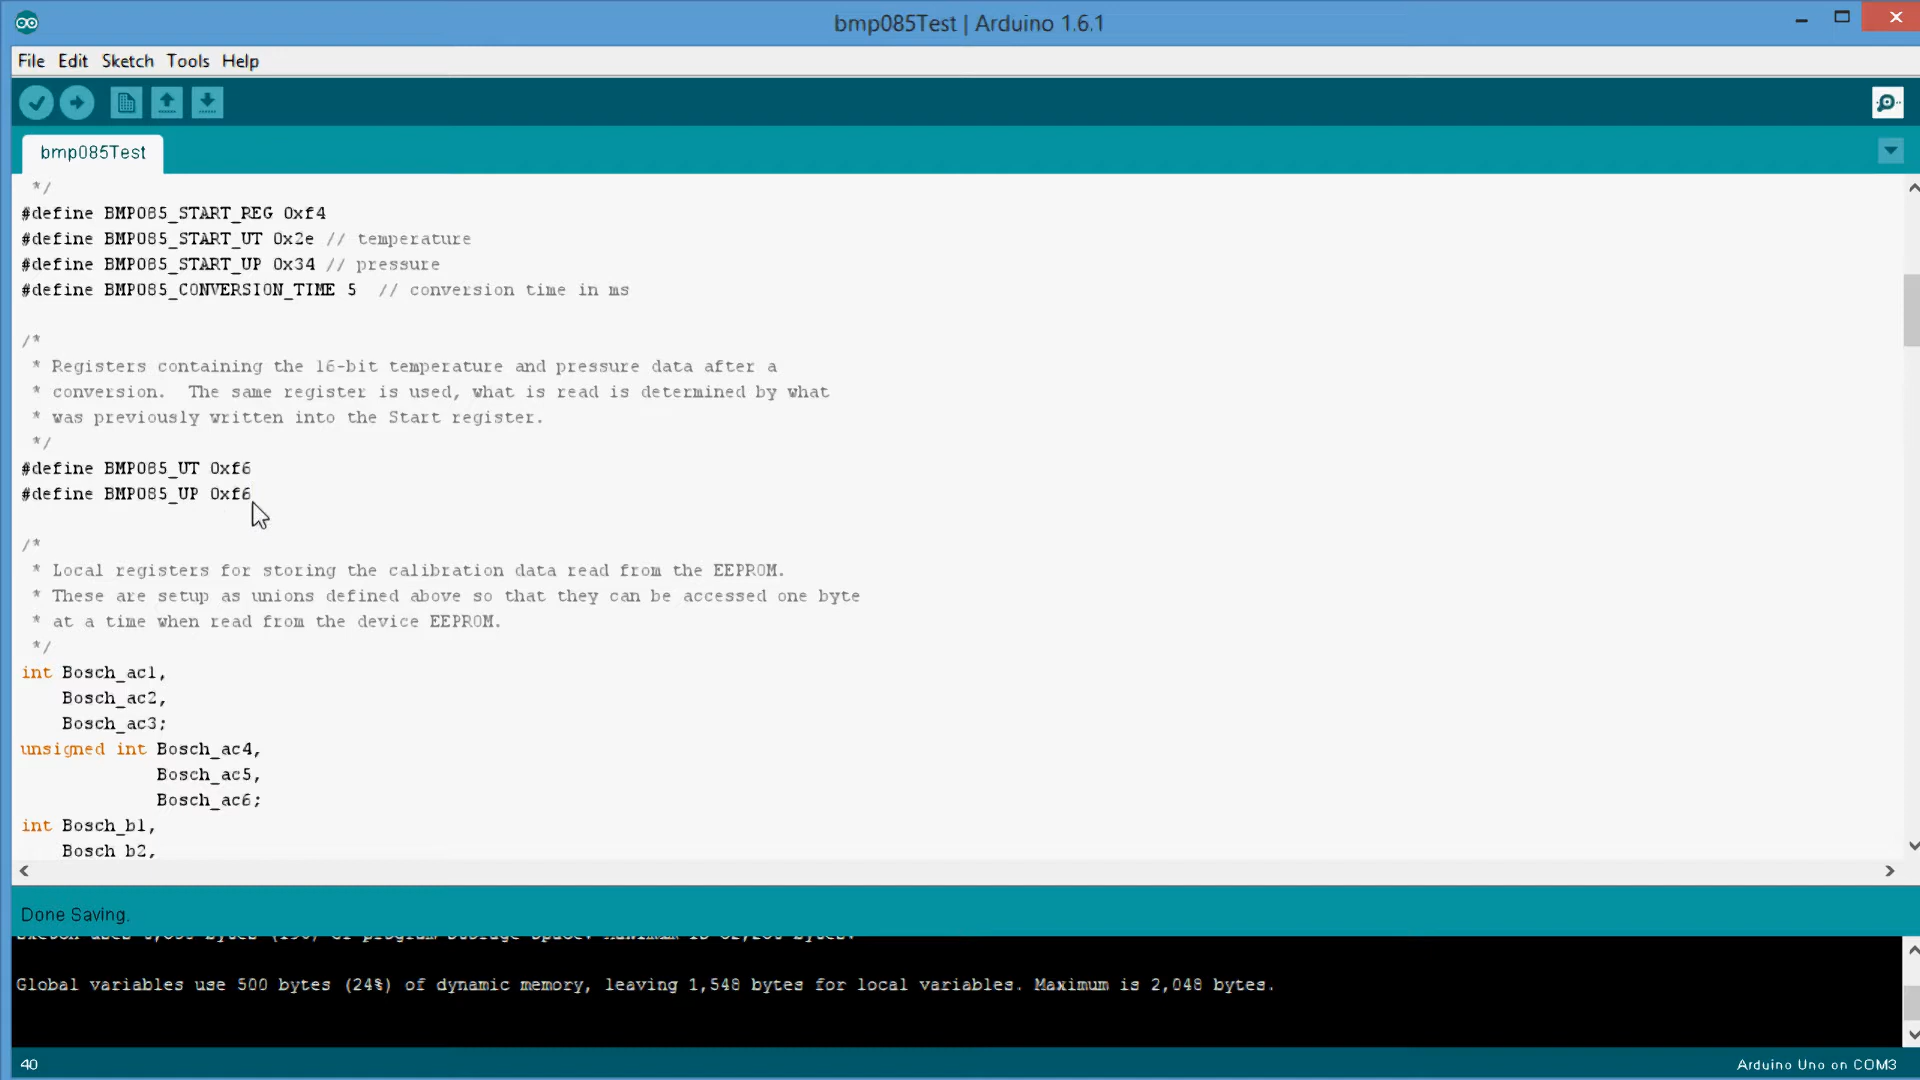 bmp085Test | Arduino 1.6.1
File Edit Sketch Tools Help
bmp085Test
*/
#define BMP085_START_REG 0xf4
#define BMP085_START_UT 0x2e // temperature
#define BMP085_START_UP 0x34 // pressure
#define BMP085_CONVERSION_TIME 5  // conversion time in ms
/*
* Registers containing the 16-bit temperature and pressure data after a
* conversion.  The same register is used, what is read is determined by what
* was previously written into the Start register.
*/
#define BMP085_UT 0xf6
#define BMP085_UP 0xf6
/*
* Local registers for storing the calibration data read from the EEPROM.
* These are setup as unions defined above so that they can be accessed one byte
* at a time when read from the device EEPROM.
*/
int Bosch_ac1,
Bosch_ac2,
Bosch_ac3;
unsigned int Bosch_ac4,
Bosch_ac5,
Bosch_ac6;
int Bosch_b1,
Bosch_b2,
Done Saving.
Global variables use 500 bytes (24%) of dynamic memory, leaving 1,548 bytes for local variables. Maximum is 2,048 bytes.
40
Arduino Uno on COM3